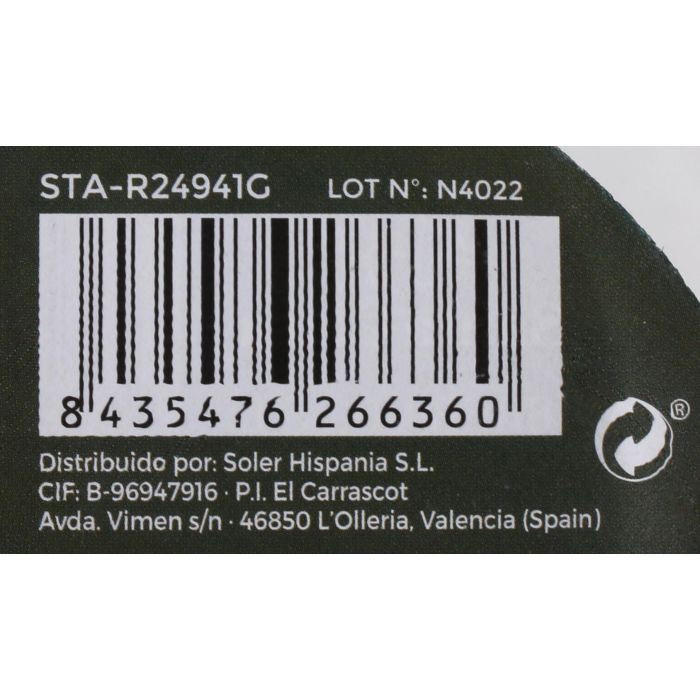 STA-R24941G LOT N°: N4022
8 435476 266360
®
Distribuido por: Soler Hispania S.L.
CIF: B-96947916 · P.I. El Carrascot
Avda. Vimen s/n · 46850 L'Olleria, Valencia (Spain)